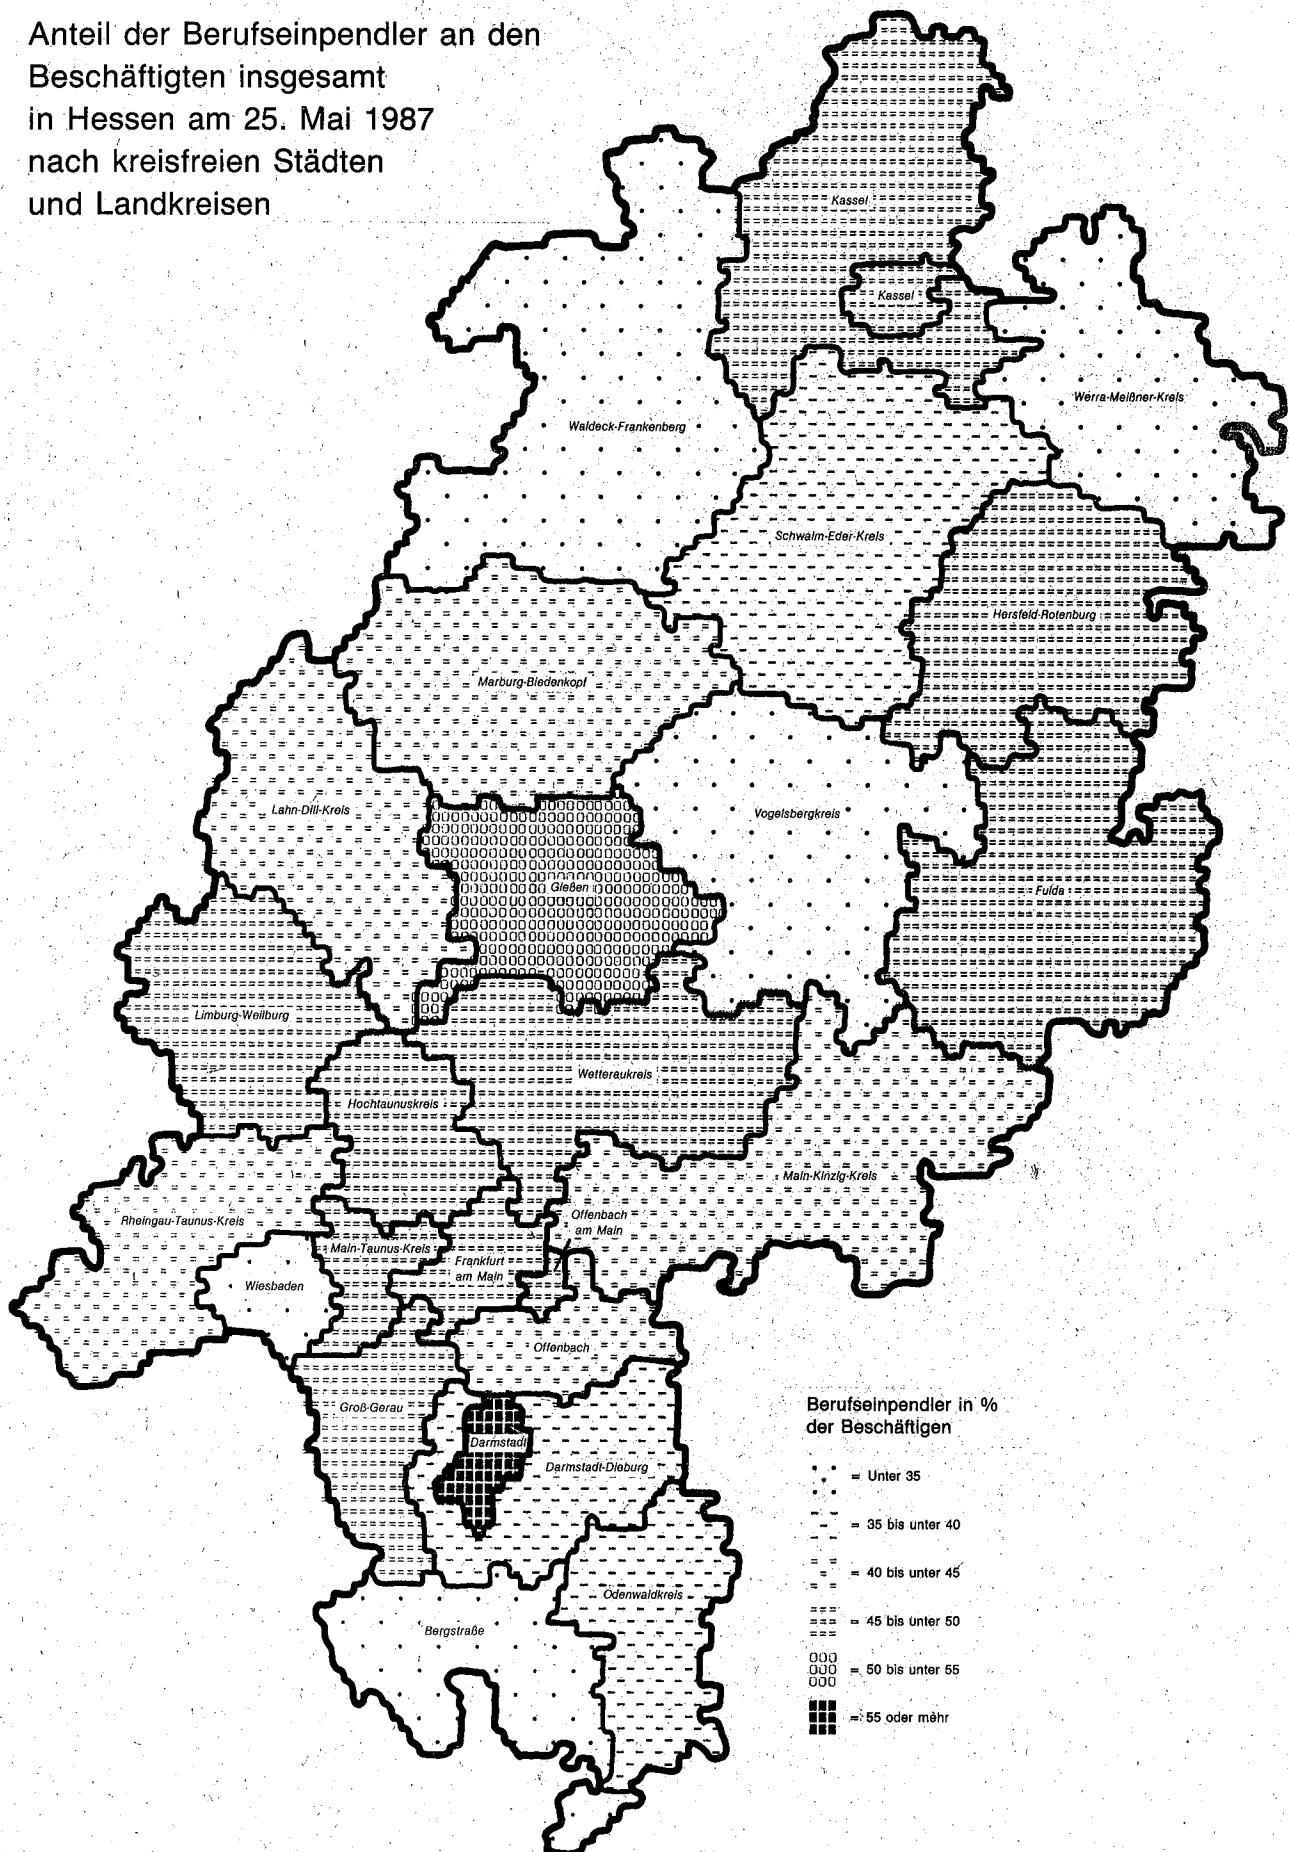 Anteil der Berufseinpendler an den
Beschäftigten insgesamt
in Hessen am 25. Mai 1987
nach kreisfreien Städten
und Landkreisen
Kassel
Kassel
Werra-Meißner-Kreis
Waldeck-Frankenberg
Schwalm-Eder-Kreis
Hersfeld-Rotenburg
Marburg-Biedenkopf
Lahn-Dill-Kreis
Vogelsbergkreis
Gießen
Fulda
Limburg-Weilburg
Wetteraukreis
Hochtaunuskreis
Main-Kinzig-Kreis
Rheingau-Taunus-Kreis
Offenbach
am Main
Main-Taunus-Kreis
Frankfurt
am Main
Wiesbaden
Offenbach
Groß-Gerau
Darmstadt
Darmstadt-Dieburg
Odenwaldkreis
Bergstraße
Berufseinpendler in %
der Beschäftigen
= Unter 35
= 35 bis unter 40
= 40 bis unter 45
= 45 bis unter 50
= 50 bis unter 55
= 55 oder mehr